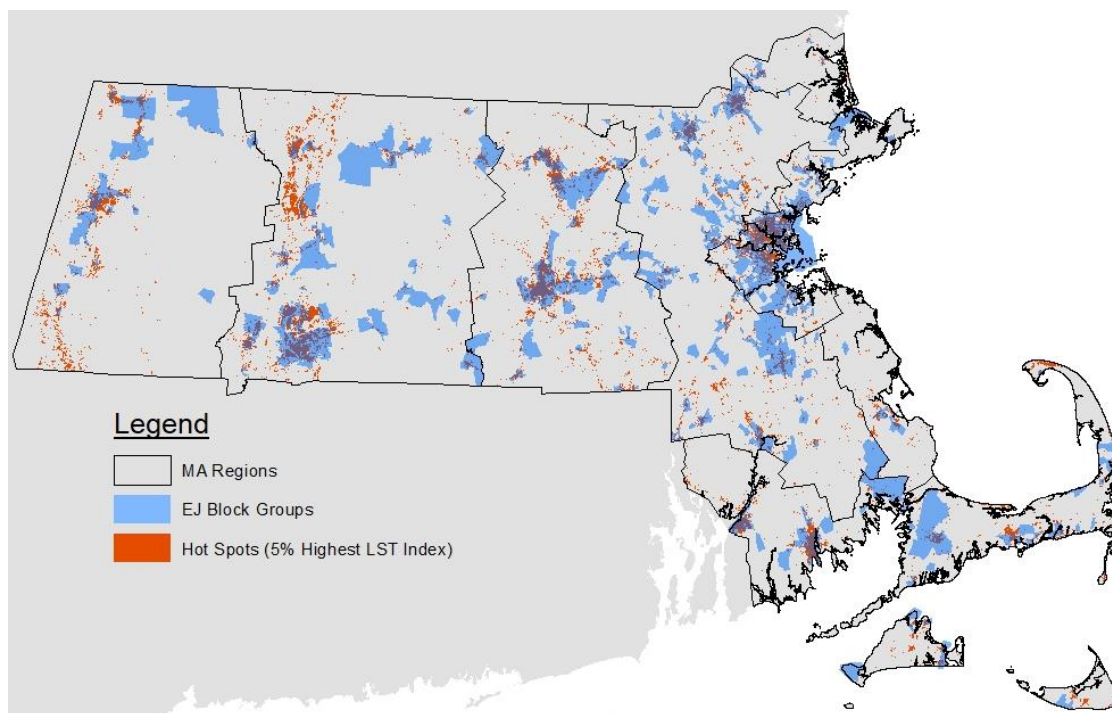 Legend
MA Regions
EJ Block Groups
Hot Spots (5% Highest LST Index)